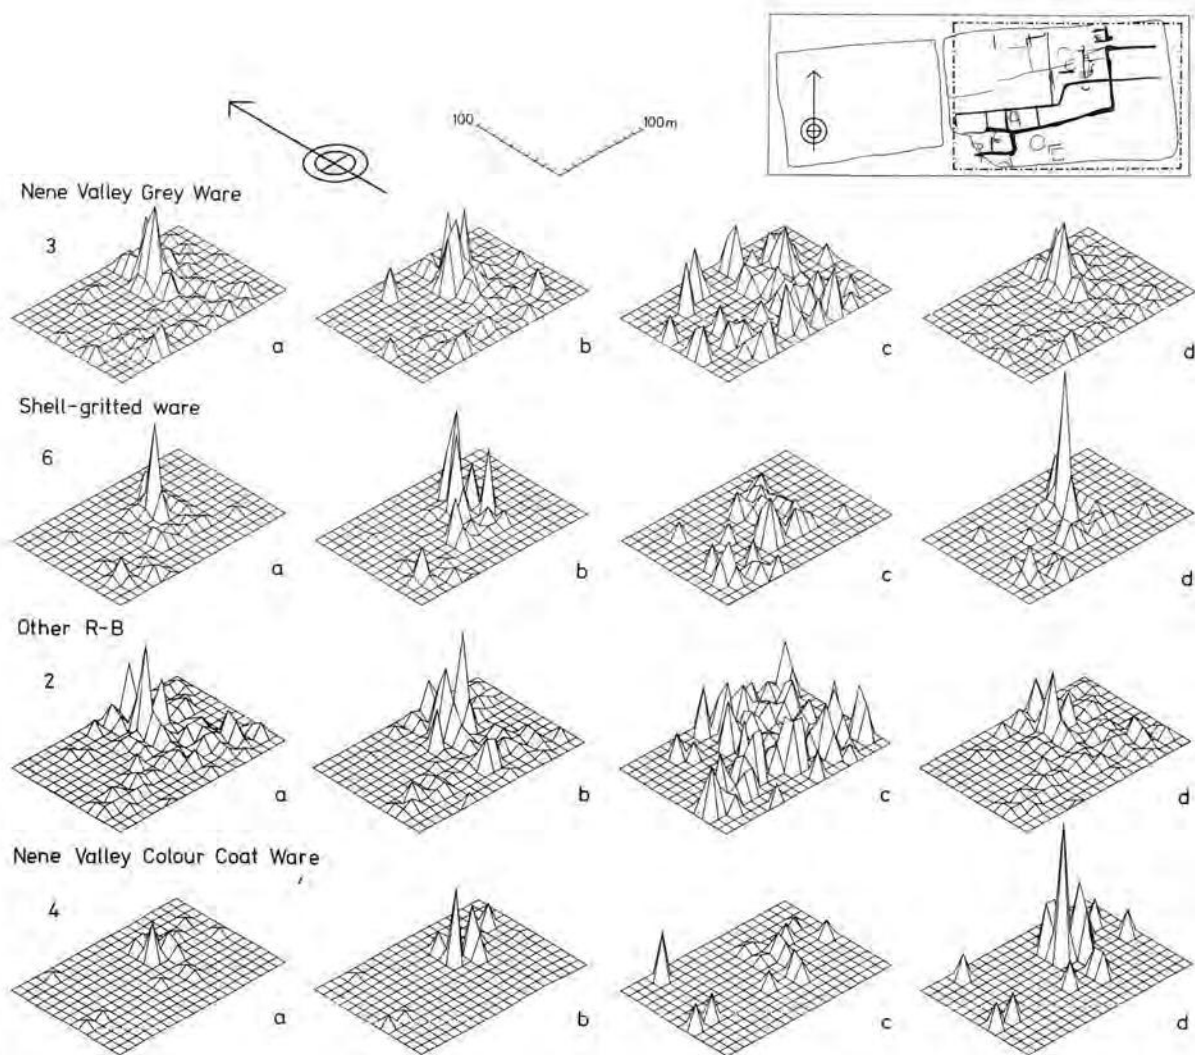 100
100m
Nene Valley Grey Ware
3
a
b
c
d
Shell-gritted ware
6
a
b
c
d
Other R-B
2
a
b
c
d
Nene Valley Colour Coat Ware
4
a
b
c
d